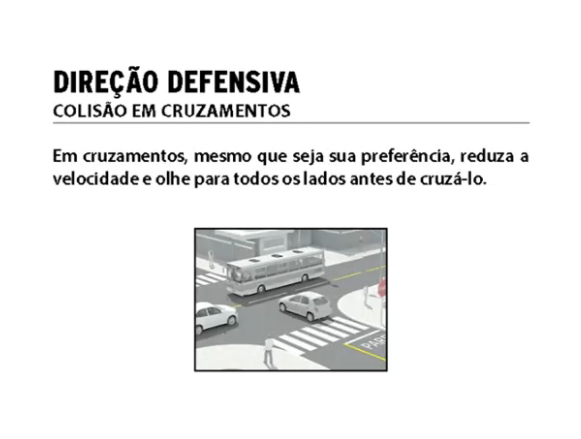 DIREÇÃO DEFENSIVA
COLISÃO EM CRUZAMENTOS
Em cruzamentos, mesmo que seja sua preferência, reduza a
velocidade e olhe para todos os lados antes de cruzá-lo.